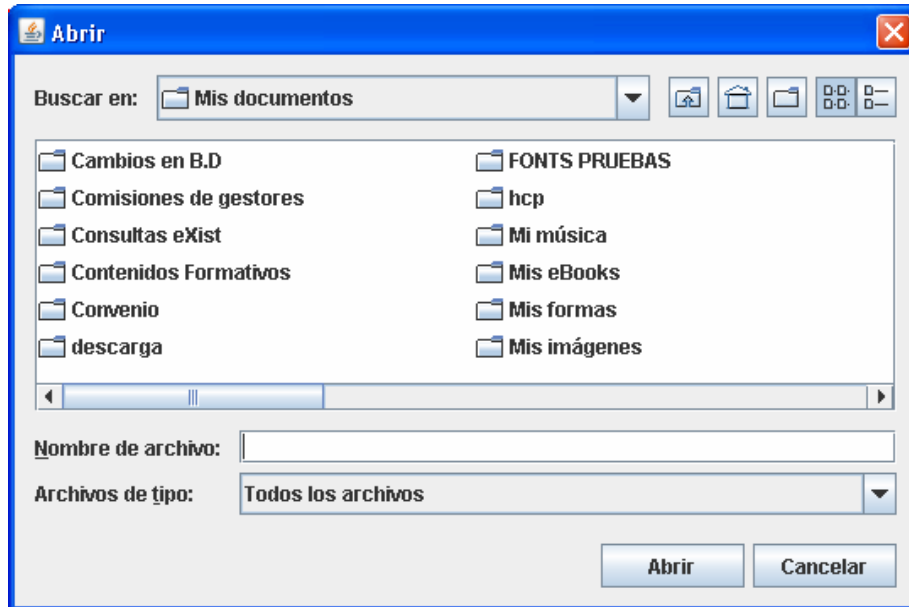 Abrir
Buscar en: Mis documentos
Cambios en B.D
Comisiones de gestores
Consultas eXist
Contenidos Formativos
Convenio
descarga
FONTS PRUEBAS
hcp
Mi música
Mis eBooks
Mis formas
Mis imágenes
Nombre de archivo:
Archivos de tipo: Todos los archivos
Abrir Cancelar